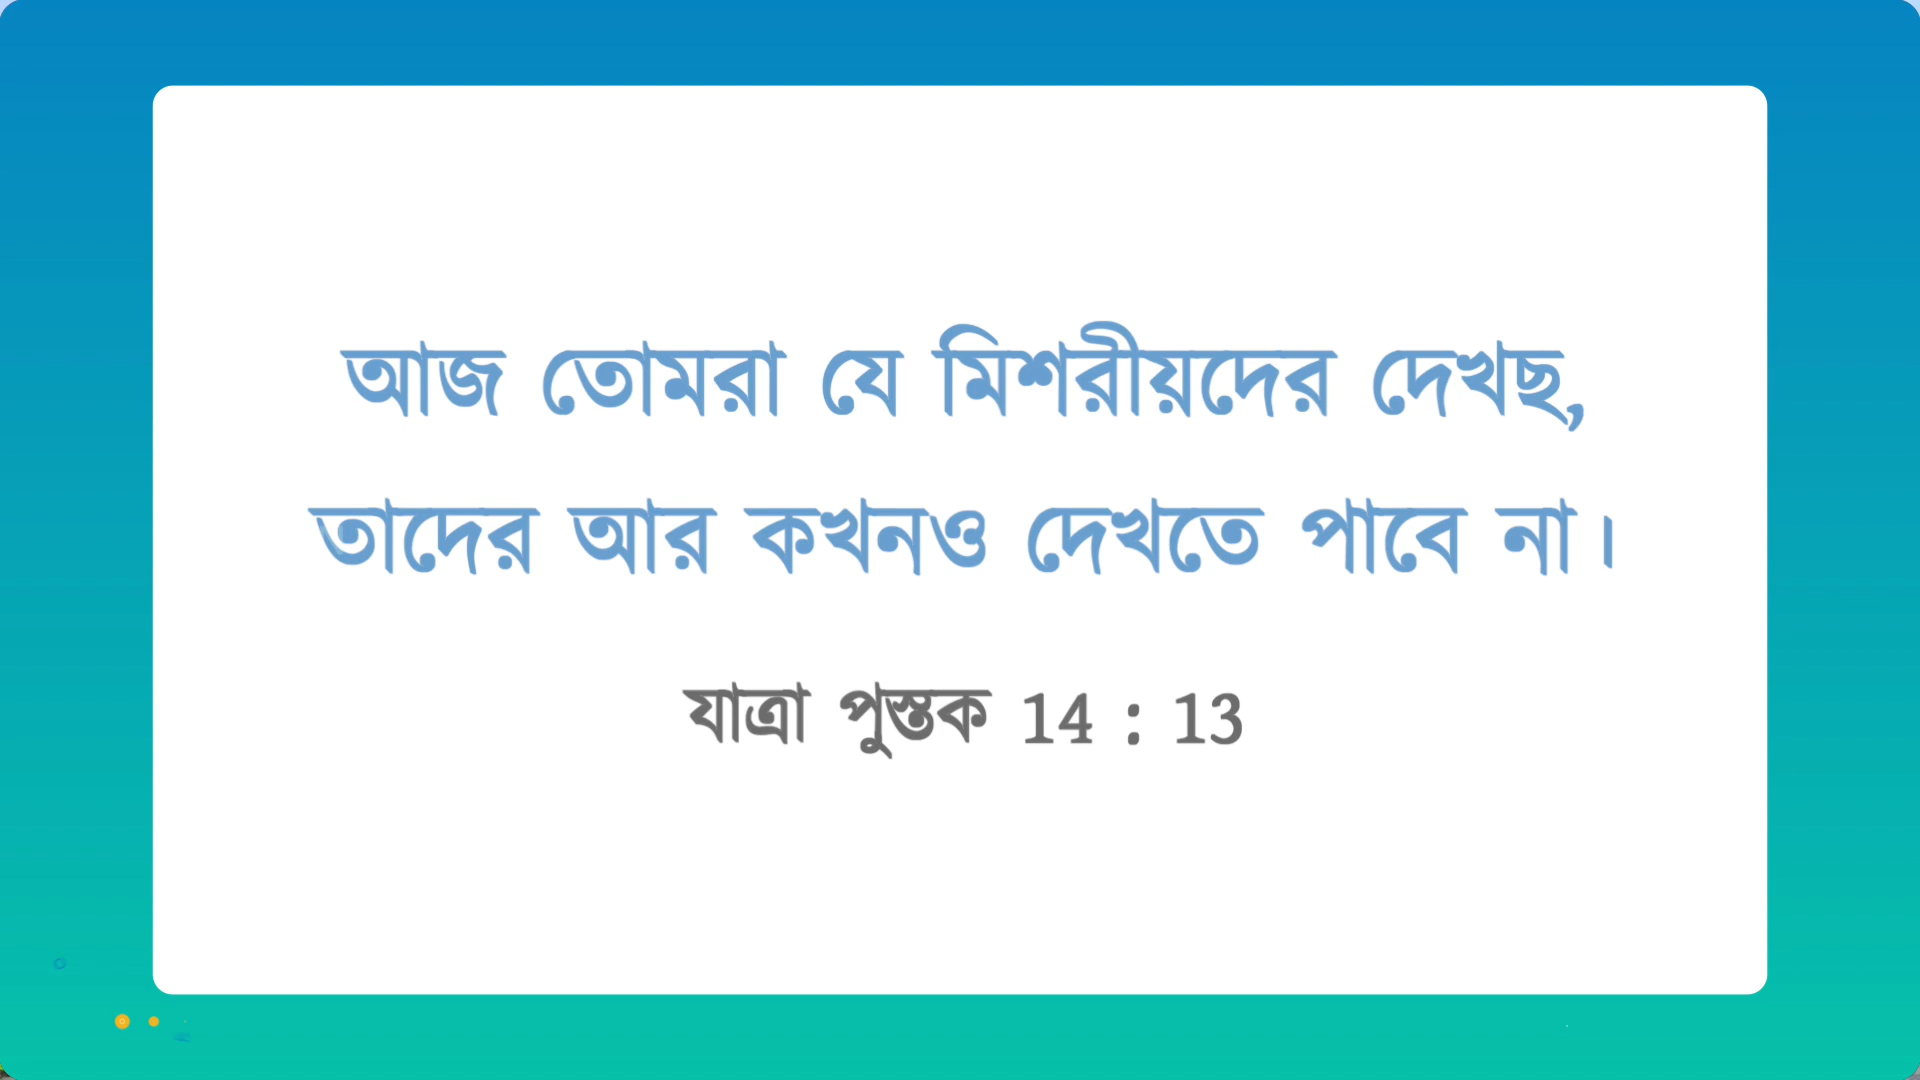 আজ তোমরা যে মিশরীয়দের দেখছ,
তাদের আর কখনও দেখতে পাবে না।
যাত্রা পুস্তক 14 : 13